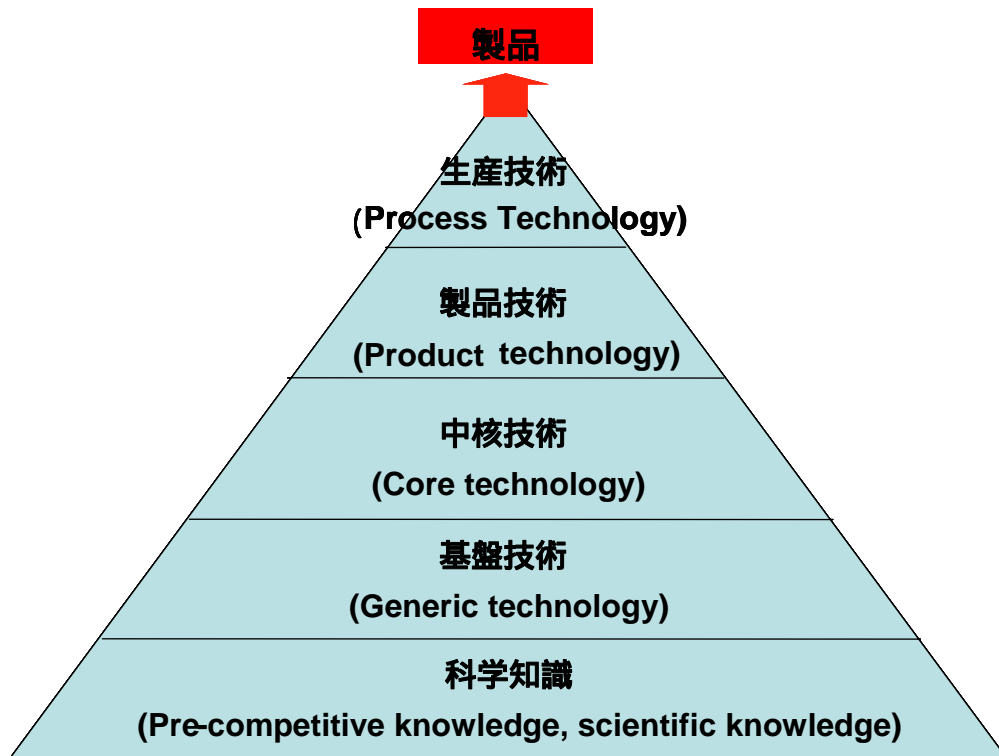 製品
生産技術
(Process Technology)
製品技術
(Product technology)
中核技術
(Core technology)
基盤技術
(Generic technology)
科学知識
(Pre-competitive knowledge, scientific knowledge)